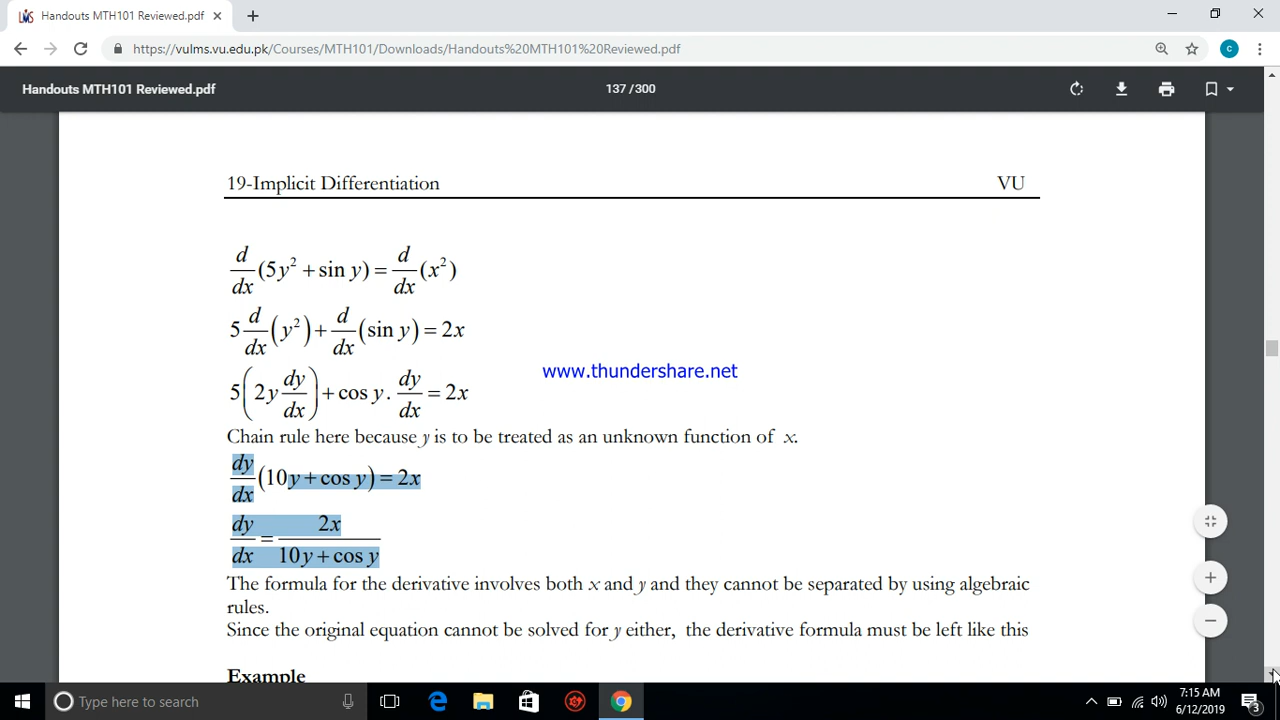 Handouts MTH101 Reviewed.pdf
https://vulms.vu.edu.pk/Courses/MTH101/Downloads/Handouts%20MTH101%20Reviewed.pdf
C
Handouts MTH101 Reviewed.pdf 137 /300
19-Implicit Differentiation VU
d/dx (5y² + sin y) = d/dx (x²)
5 d/dx (y²) + d/dx (sin y) = 2x
www.thundershare.net
5(2y dy/dx) + cos y. dy/dx = 2x
Chain rule here because y is to be treated as an unknown function of x.
dy/dx (10y + cos y) = 2x
dy/dx = 2x/10y + cos y
The formula for the derivative involves both x and y and they cannot be separated by using algebraic
rules.
Since the original equation cannot be solved for y either, the derivative formula must be left like this
Example
Type here to search
7:15 AM
6/12/2019
3